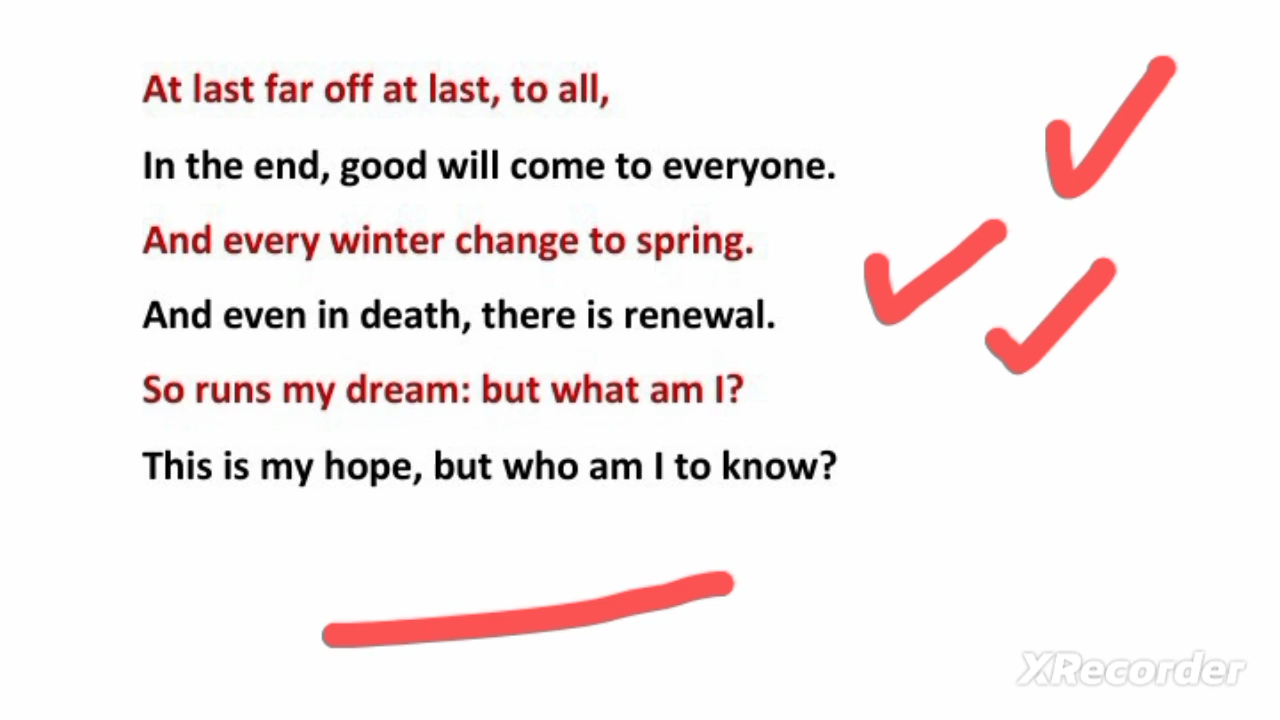 At last far off at last, to all,
In the end, good will come to everyone.
And every winter change to spring.
And even in death, there is renewal.
So runs my dream: but what am I?
This is my hope, but who am I to know?
XRecorder